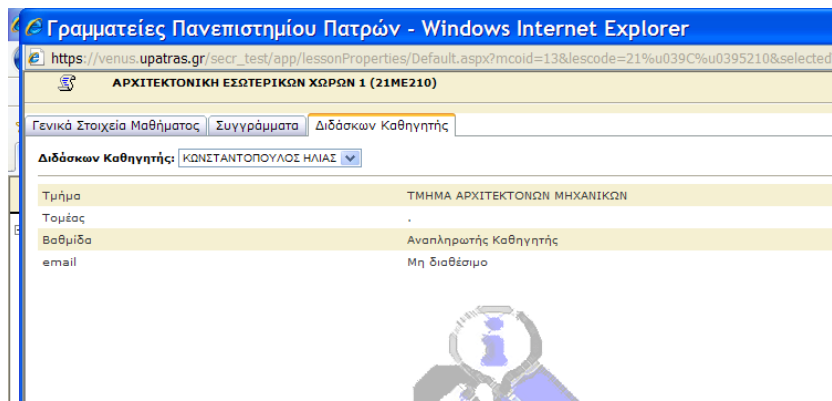 Γραμματείες Πανεπιστημίου Πατρών - Windows Internet Explorer
https://venus.upatras.gr/secr_test/app/lessonProperties/Default.aspx?mcoid=13&lescode=21%u039C%u0395210&selected
ΑΡΧΙΤΕΚΤΟΝΙΚΗ ΕΣΩΤΕΡΙΚΩΝ ΧΩΡΩΝ 1 (21ΜΕ210)
Γενικά Στοιχεία Μαθήματος Συγγράμματα Διδάσκων Καθηγητής
Διδάσκων Καθηγητής: ΚΩΝΣΤΑΝΤΟΠΟΥΛΟΣ ΗΛΙΑΣ
Τμήμα ΤΜΗΜΑ ΑΡΧΙΤΕΚΤΟΝΩΝ ΜΗΧΑΝΙΚΩΝ
Τομέας .
Βαθμίδα Αναπληρωτής Καθηγητής
email Μη διαθέσιμο